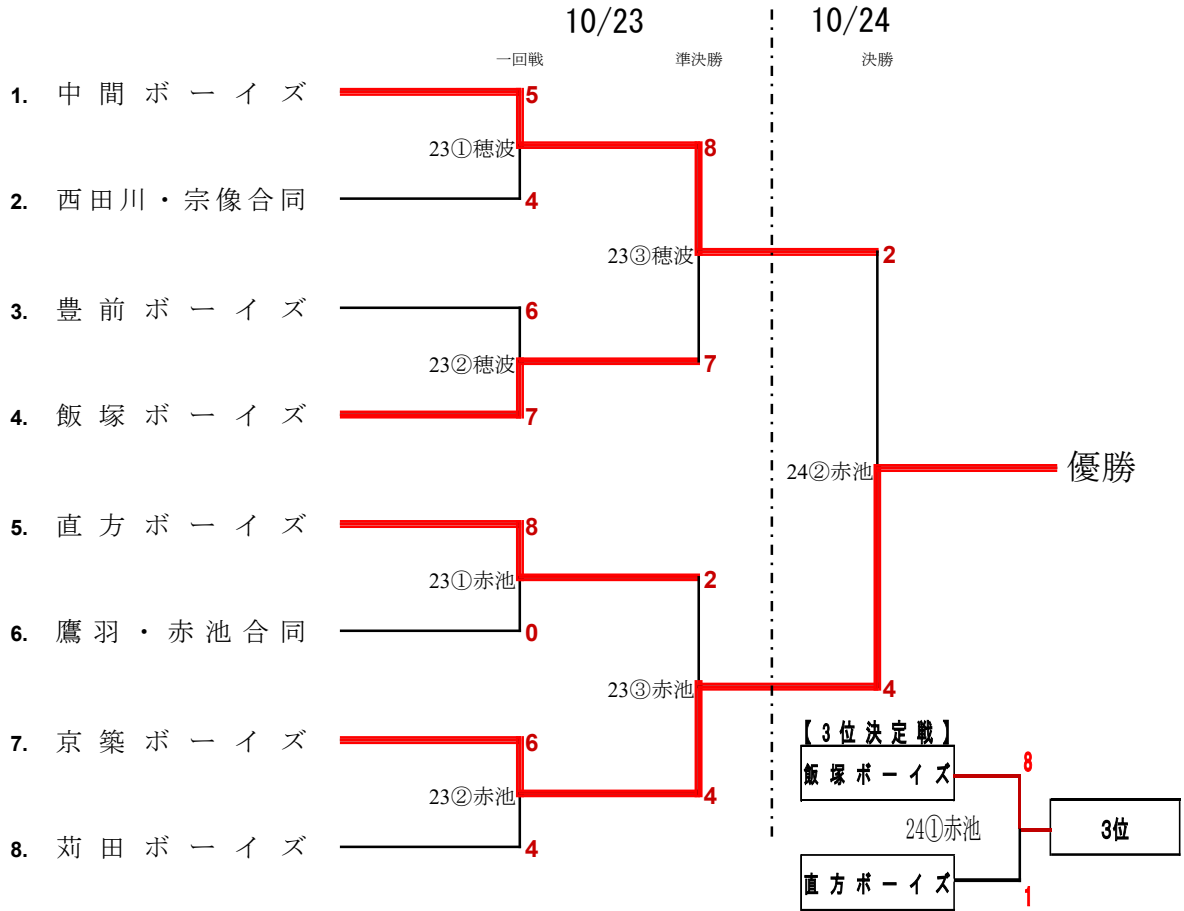 10/23 10/24
一回戦 準決勝 決勝
1. 中間ボーイズ 5
23①穂波 8
2. 西田川・宗像合同 4
23③穂波 2
3. 豊前ボーイズ 6
23②穂波 7
4. 飯塚ボーイズ 7
24②赤池 優勝
5. 直方ボーイズ 8
23①赤池 2
6. 鷹羽・赤池合同 0
23③赤池 4
7. 京築ボーイズ 6
23②赤池 4
8. 苅田ボーイズ 4
【3位決定戦】
飯塚ボーイズ 8
24①赤池 3位
直方ボーイズ 1